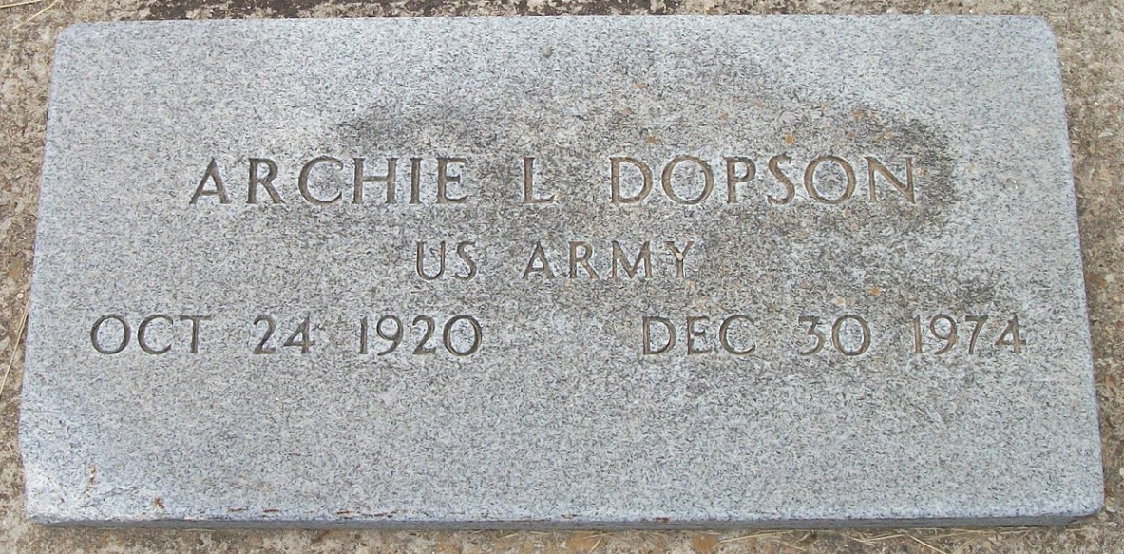 ARCHIE L DOPSON
US ARMY
OCT 24 1920 DEC 30 1974